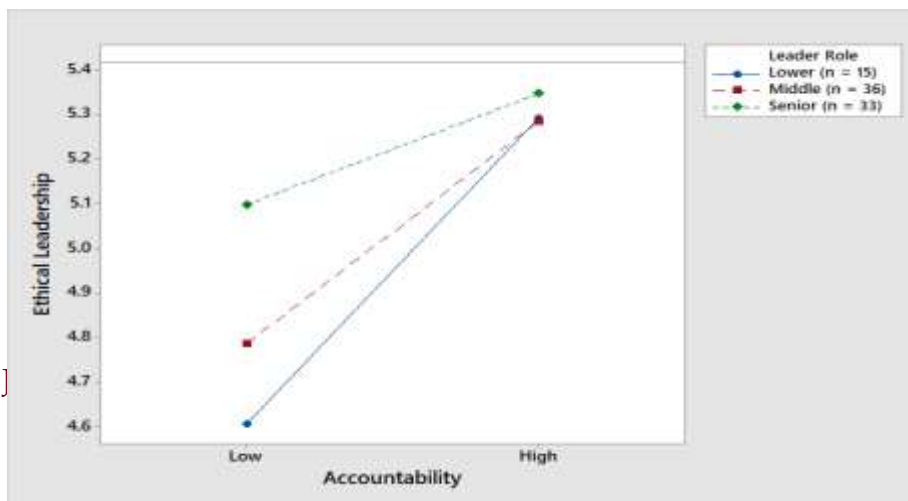 Leader Role
Lower (n = 15)
Middle (n = 36)
Senior (n = 33)
Ethical Leadership
5.4
5.3
5.2
5.1
5.0
4.9
4.8
4.7
4.6
Low
High
Accountability
J